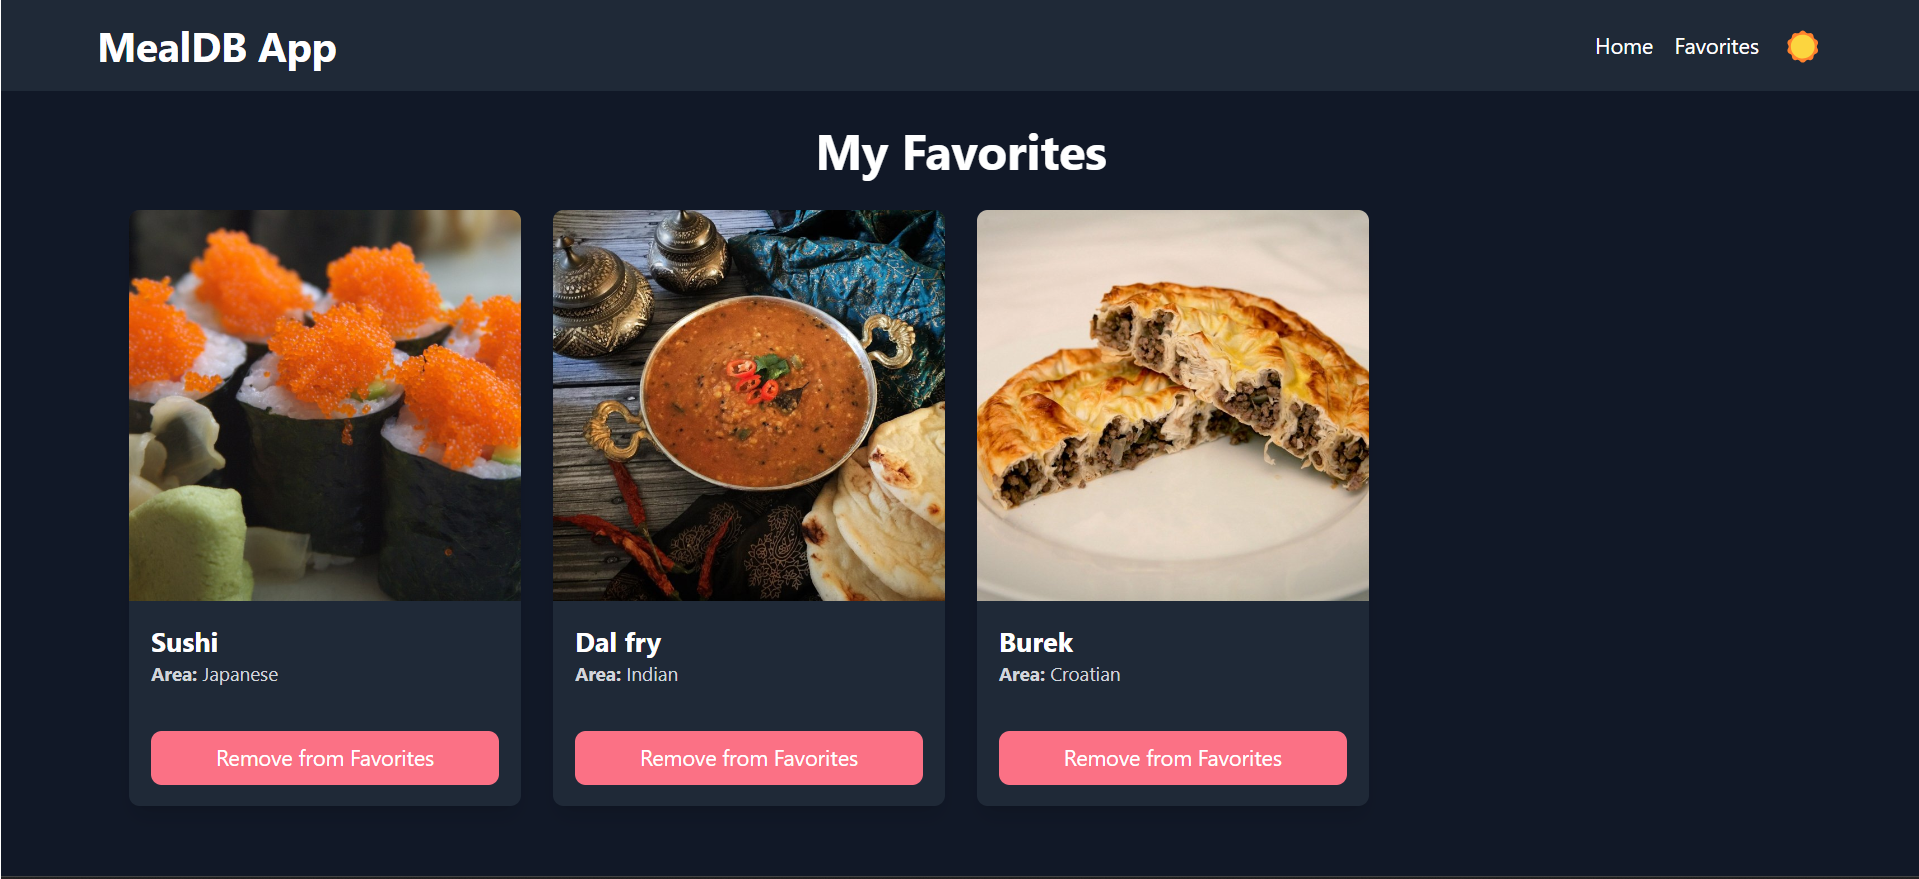 MealDB App
Home
Favorites
My Favorites
Sushi
Area: Japanese
Remove from Favorites
Dal fry
Area: Indian
Remove from Favorites
Burek
Area: Croatian
Remove from Favorites